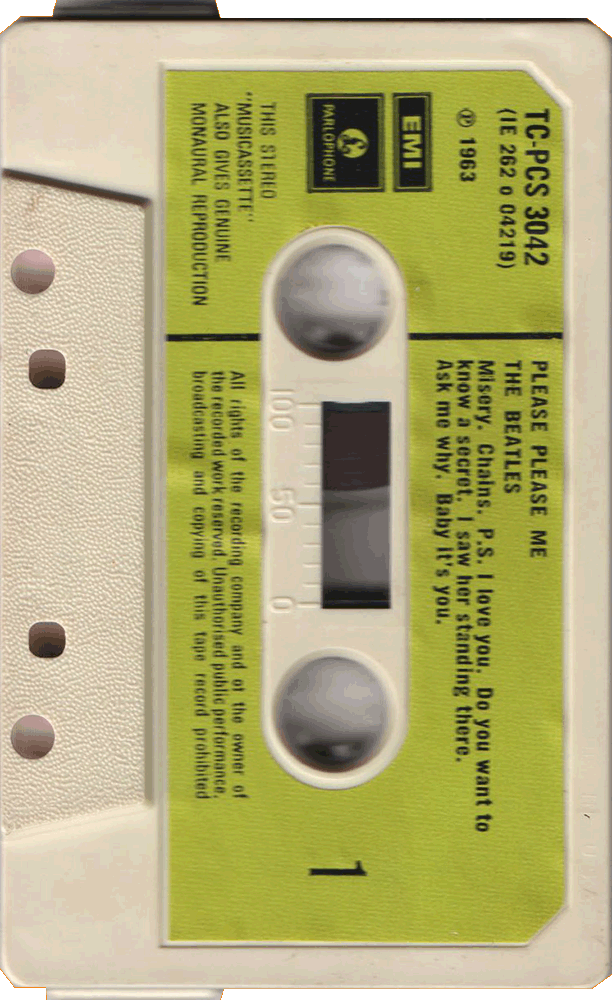 TC-PCS 3042
(IE 262 o 04219)
℗ 1963
EMI
PARLOPHONE
THIS STEREO
"MUSICASSETTE"
ALSO GIVES GENUINE
MONAURAL REPRODUCTION
PLEASE PLEASE ME
THE BEATLES
Misery. Chains. P.S. I love you. Do you want to
know a secret. I saw her standing there.
Ask me why. Baby it's you.
100 50 0
All rights of the recording company and ot the owner of
the recorded work reserved. Unauthorised public performance,
broadcasting and copying of this tape record prohibited
1